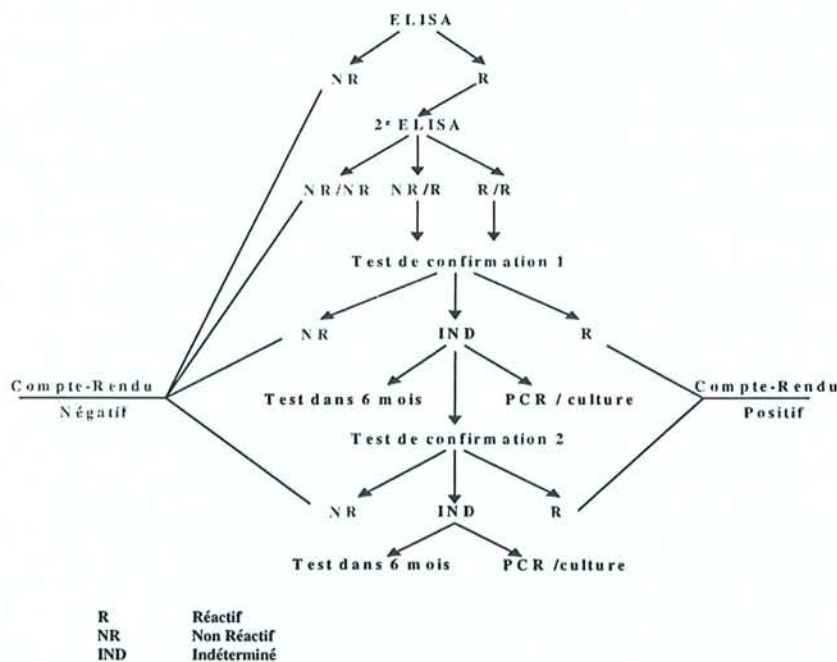 ELISA
NR R
2e ELISA
NR/NR NR/R R/R
Test de confirmation 1
NR IND R
Compte-Rendu Négatif
Test dans 6 mois PCR / culture
Compte-Rendu Positif
Test de confirmation 2
NR IND R
Test dans 6 mois PCR /culture
R Réactif
NR Non Réactif
IND Indéterminé